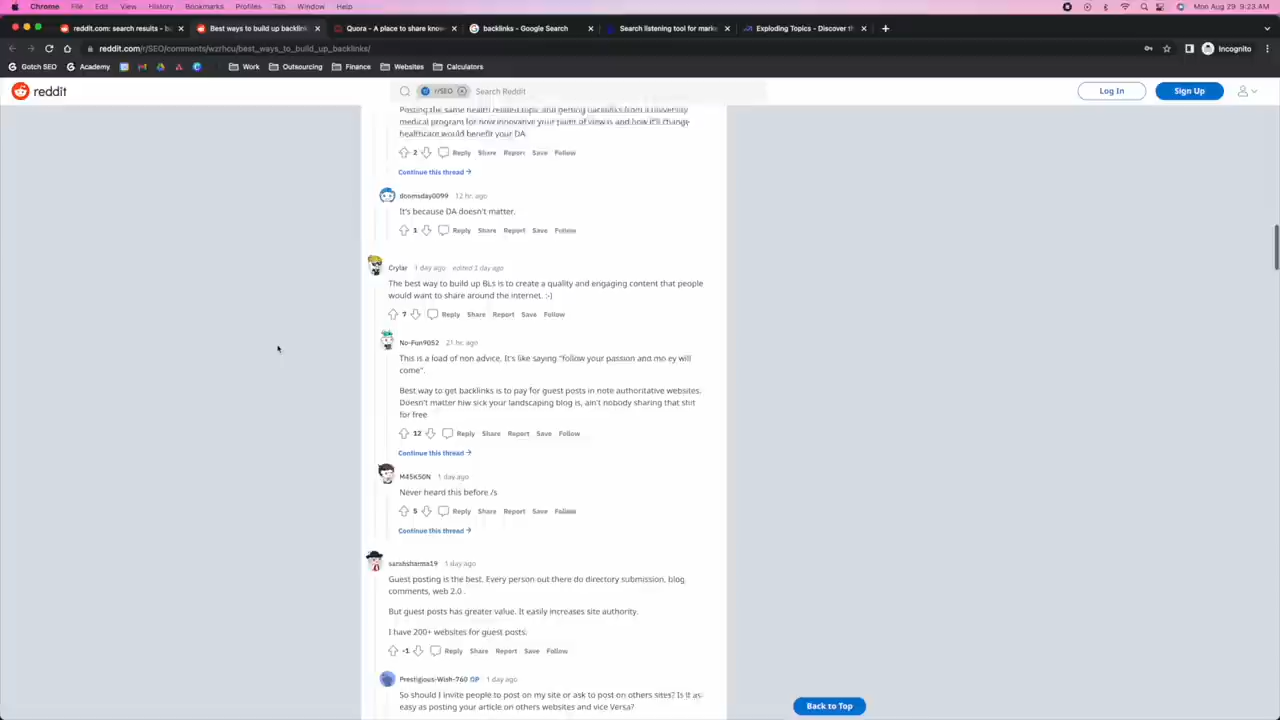 Chrome File Edit View History Bookmarks Profiles Tab Window Help Mon Aug 29 9:23 AM
reddit.com: search results - b Best ways to build up backlink Quora - A place to share know backlinks - Google Search Search listening tool for marke Exploding Topics - Discover th
reddit.com/r/SEO/comments/wzrhcu/best_ways_to_build_up_backlinks/ Incognito
Gotch SEO Academy Work Outsourcing Finance Websites Calculators
reddit r/SEO Search Reddit Log In Sign Up
Posting the same health related topic and getting backlinks from a university
medical program for how innovative your point of view is and how it'll change
healthcare would benefit your DA.
2 Reply Share Report Save Follow
Continue this thread
doomsday0099 12 hr. ago
It's because DA doesn't matter.
1 Reply Share Report Save Follow
Crylar 1 day ago edited 1 day ago
The best way to build up BLs is to create a quality and engaging content that people
would want to share around the internet. :-)
7 Reply Share Report Save Follow
No-Fun9052 21 hr. ago
This is a load of non advice. It's like saying "follow your passion and mo ey will
come".
Best way to get backlinks is to pay for guest posts in note authoritative websites.
Doesn't matter hiw sick your landscaping blog is, ain't nobody sharing that shit
for free
12 Reply Share Report Save Follow
Continue this thread
M45K50N 1 day ago
Never heard this before /s
5 Reply Share Report Save Follow
Continue this thread
sarahsharma19 1 day ago
Guest posting is the best. Every person out there do directory submission, blog
comments, web 2.0 .
But guest posts has greater value. It easily increases site authority.
I have 200+ websites for guest posts.
-1 Reply Share Report Save Follow
Prestigious-Wish-760 OP 1 day ago
So should I invite people to post on my site or ask to post on others sites? Is it as
easy as posting your article on others websites and vice Versa?
Back to Top